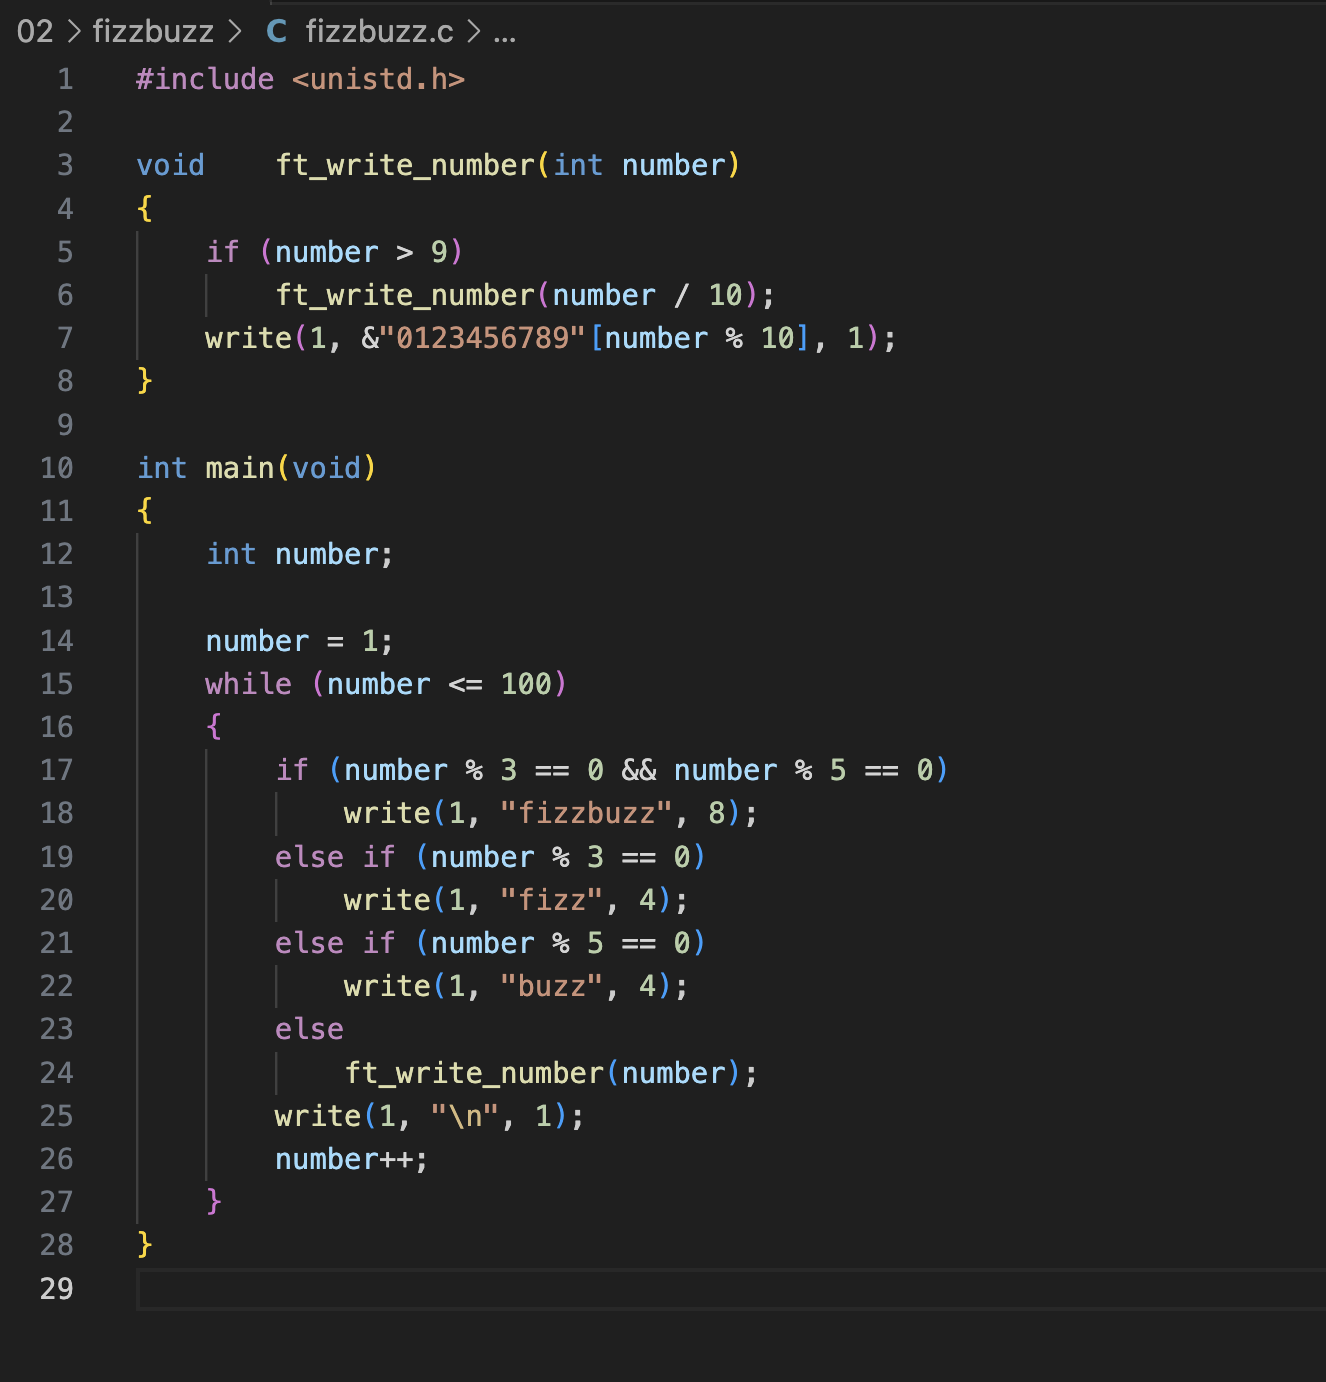 02 > fizzbuzz > C fizzbuzz.c > ...
1 #include <unistd.h>
2
3 void    ft_write_number(int number)
4 {
5     if (number > 9)
6         ft_write_number(number / 10);
7     write(1, &"0123456789"[number % 10], 1);
8 }
9
10 int main(void)
11 {
12     int number;
13
14     number = 1;
15     while (number <= 100)
16     {
17         if (number % 3 == 0 && number % 5 == 0)
18             write(1, "fizzbuzz", 8);
19         else if (number % 3 == 0)
20             write(1, "fizz", 4);
21         else if (number % 5 == 0)
22             write(1, "buzz", 4);
23         else
24             ft_write_number(number);
25         write(1, "\n", 1);
26         number++;
27     }
28 }
29